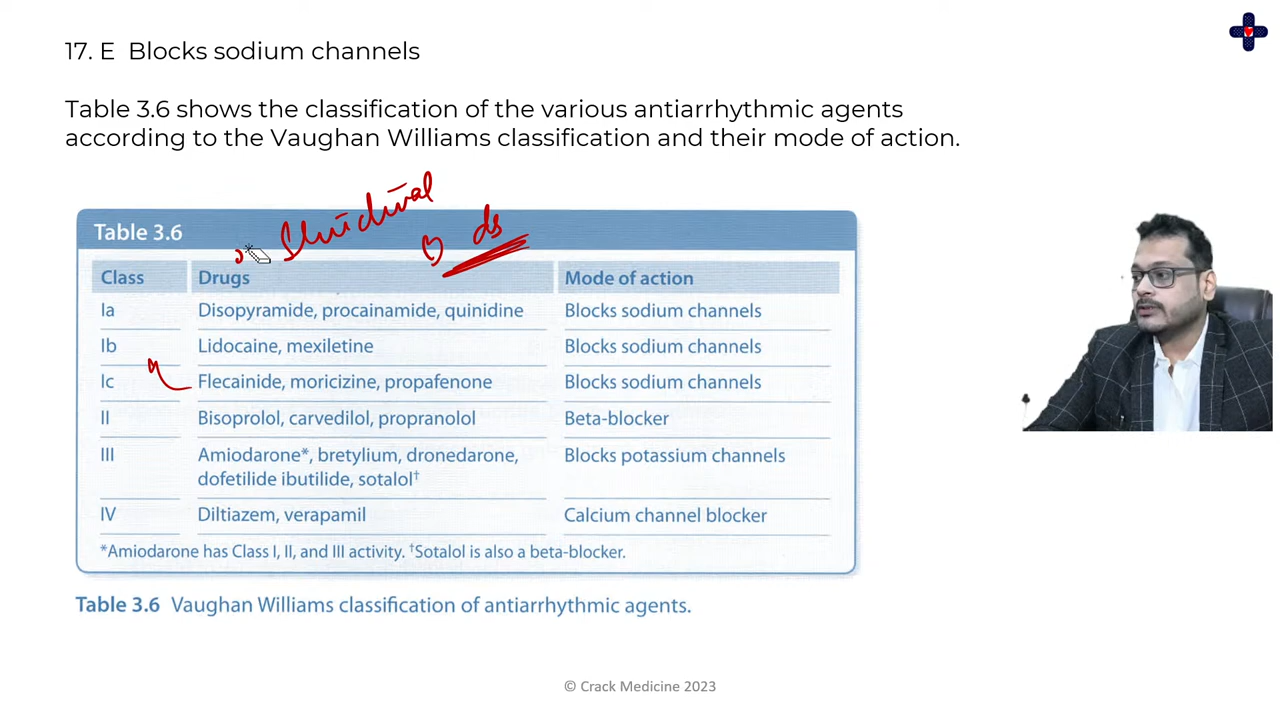 17. E  Blocks sodium channels
Table 3.6 shows the classification of the various antiarrhythmic agents
according to the Vaughan Williams classification and their mode of action.
Structural
ds
Table 3.6
Class Drugs Mode of action
Ia Disopyramide, procainamide, quinidine Blocks sodium channels
Ib Lidocaine, mexiletine Blocks sodium channels
Ic Flecainide, moricizine, propafenone Blocks sodium channels
II Bisoprolol, carvedilol, propranolol Beta-blocker
III Amiodarone*, bretylium, dronedarone, Blocks potassium channels
dofetilide ibutilide, sotalol†
IV Diltiazem, verapamil Calcium channel blocker
*Amiodarone has Class I, II, and III activity. †Sotalol is also a beta-blocker.
Table 3.6 Vaughan Williams classification of antiarrhythmic agents.
© Crack Medicine 2023